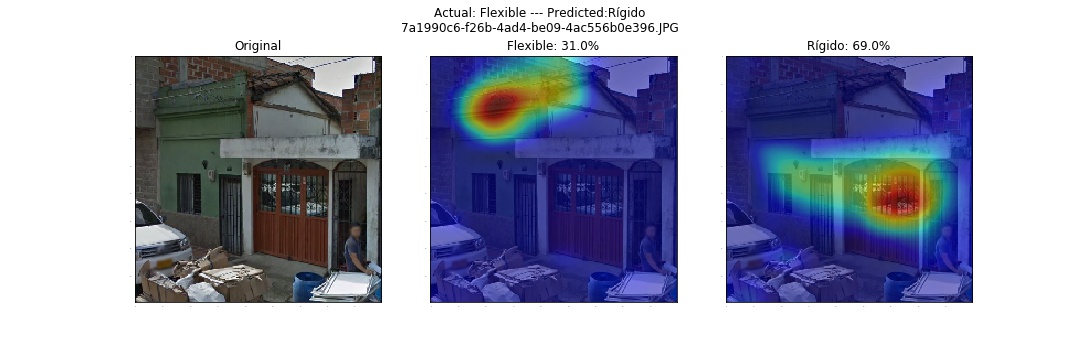 Actual: Flexible --- Predicted:Rígido
7a1990c6-f26b-4ad4-be09-4ac556b0e396.JPG
Original
Flexible: 31.0%
Rígido: 69.0%